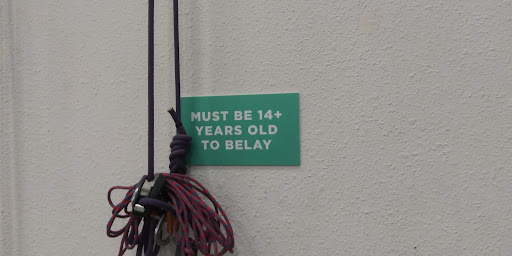 MUST BE 14+
YEARS OLD
TO BELAY